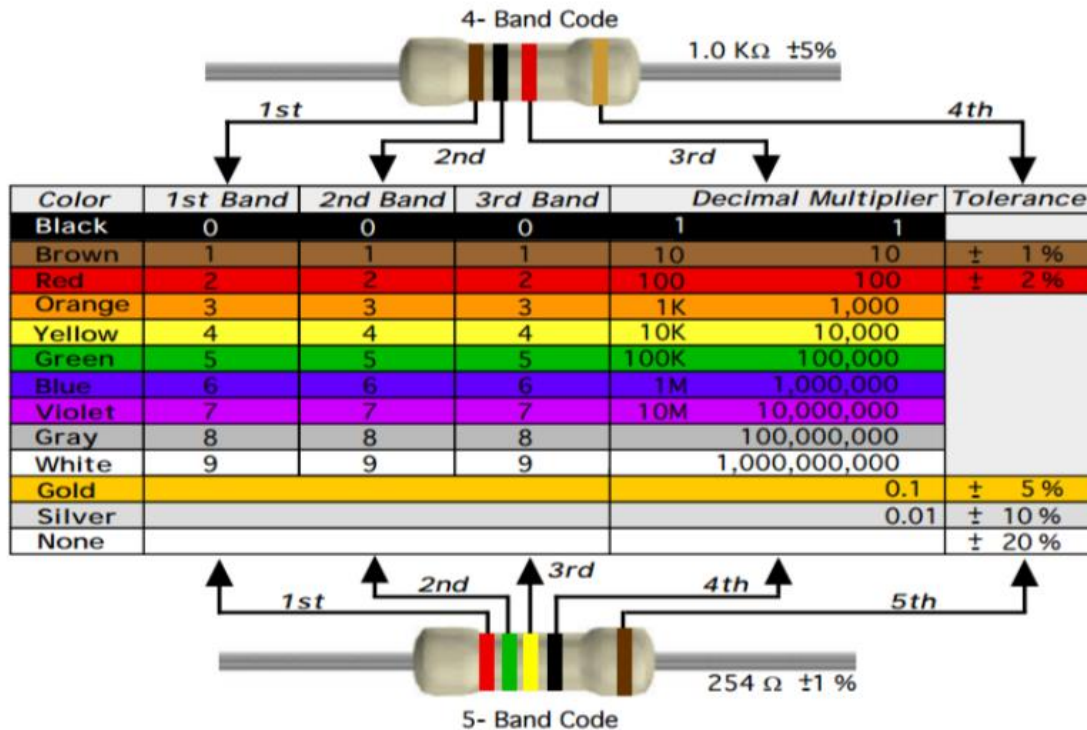 4- Band Code
1.0 KΩ ±5%
1st
2nd
3rd
4th
Color 1st Band 2nd Band 3rd Band Decimal Multiplier Tolerance
Black 0 0 0 1 1
Brown 1 1 1 10 10 ± 1%
Red 2 2 2 100 100 ± 2%
Orange 3 3 3 1K 1,000
Yellow 4 4 4 10K 10,000
Green 5 5 5 100K 100,000
Blue 6 6 6 1M 1,000,000
Violet 7 7 7 10M 10,000,000
Gray 8 8 8 100,000,000
White 9 9 9 1,000,000,000
Gold 0.1 ± 5%
Silver 0.01 ± 10%
None ± 20%
1st
2nd
3rd
4th
5th
254 Ω ±1 %
5- Band Code